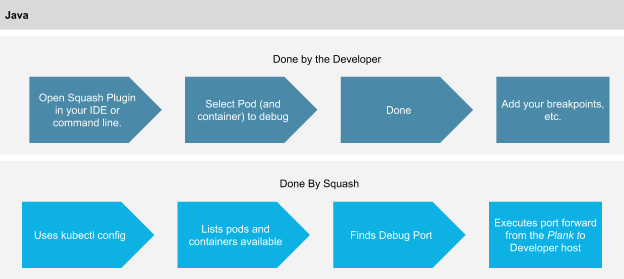 Java
Done by the Developer
Open Squash Plugin
in your IDE or
command line.
Select Pod (and
container) to debug
Done
Add your breakpoints,
etc.
Done By Squash
Uses kubectl config
Lists pods and
containers available
Finds Debug Port
Executes port forward
from the Plank to
Developer host